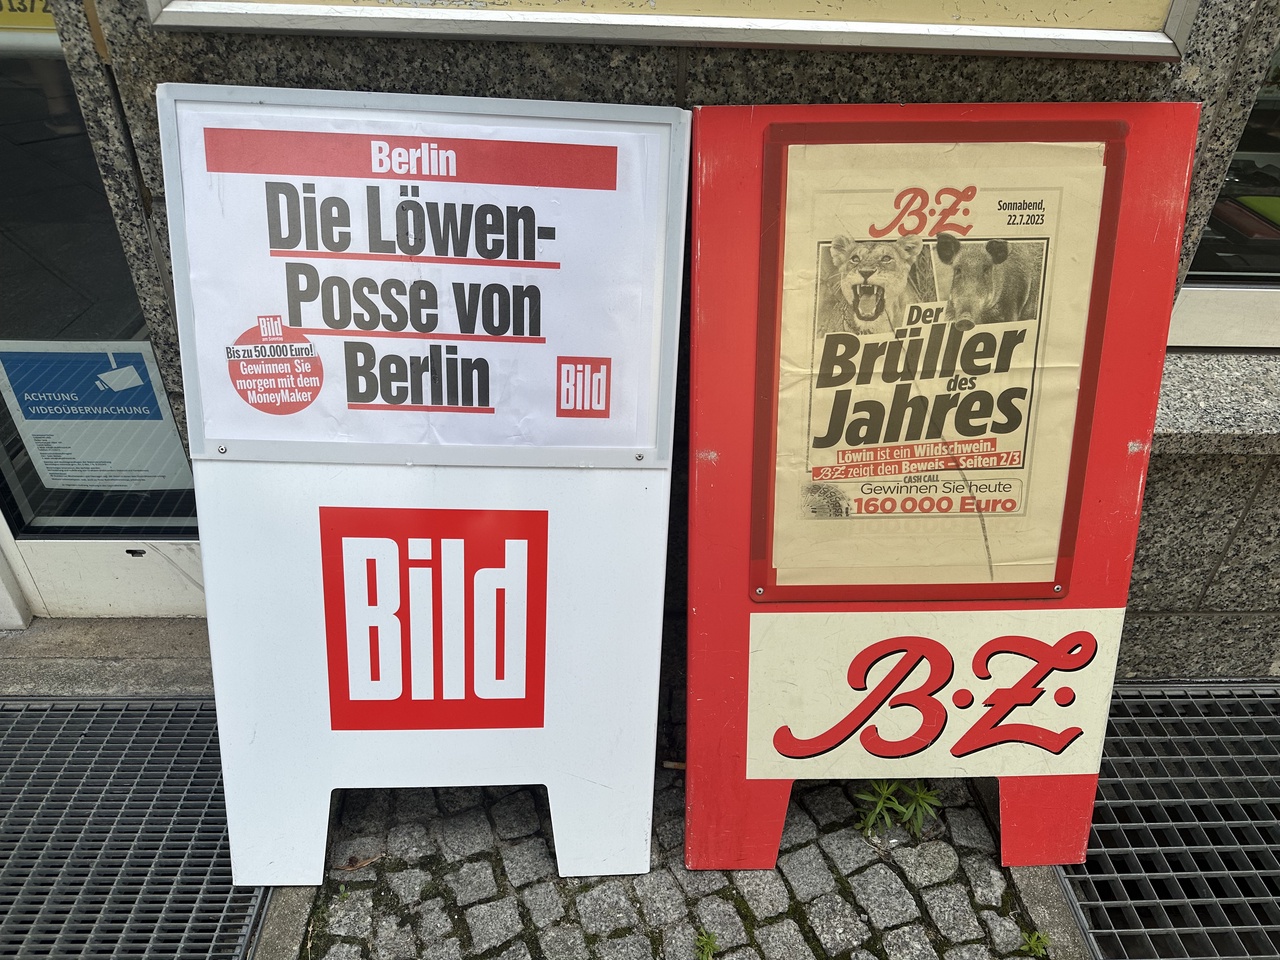 ACHTUNG
VIDEOÜBERWACHUNG
Berlin
Die Löwen-
Posse von
Berlin
Bild
am Sonntag
Bis zu 50.000 Euro!
Gewinnen Sie
morgen mit dem
MoneyMaker
Bild
Bild
B·Z·
Sonnabend,
22.7.2023
Der
Brüller
des
Jahres
Löwin ist ein Wildschwein.
B·Z· zeigt den Beweis – Seiten 2/3
CASH CALL
Gewinnen Sie heute
160 000 Euro
B·Z·